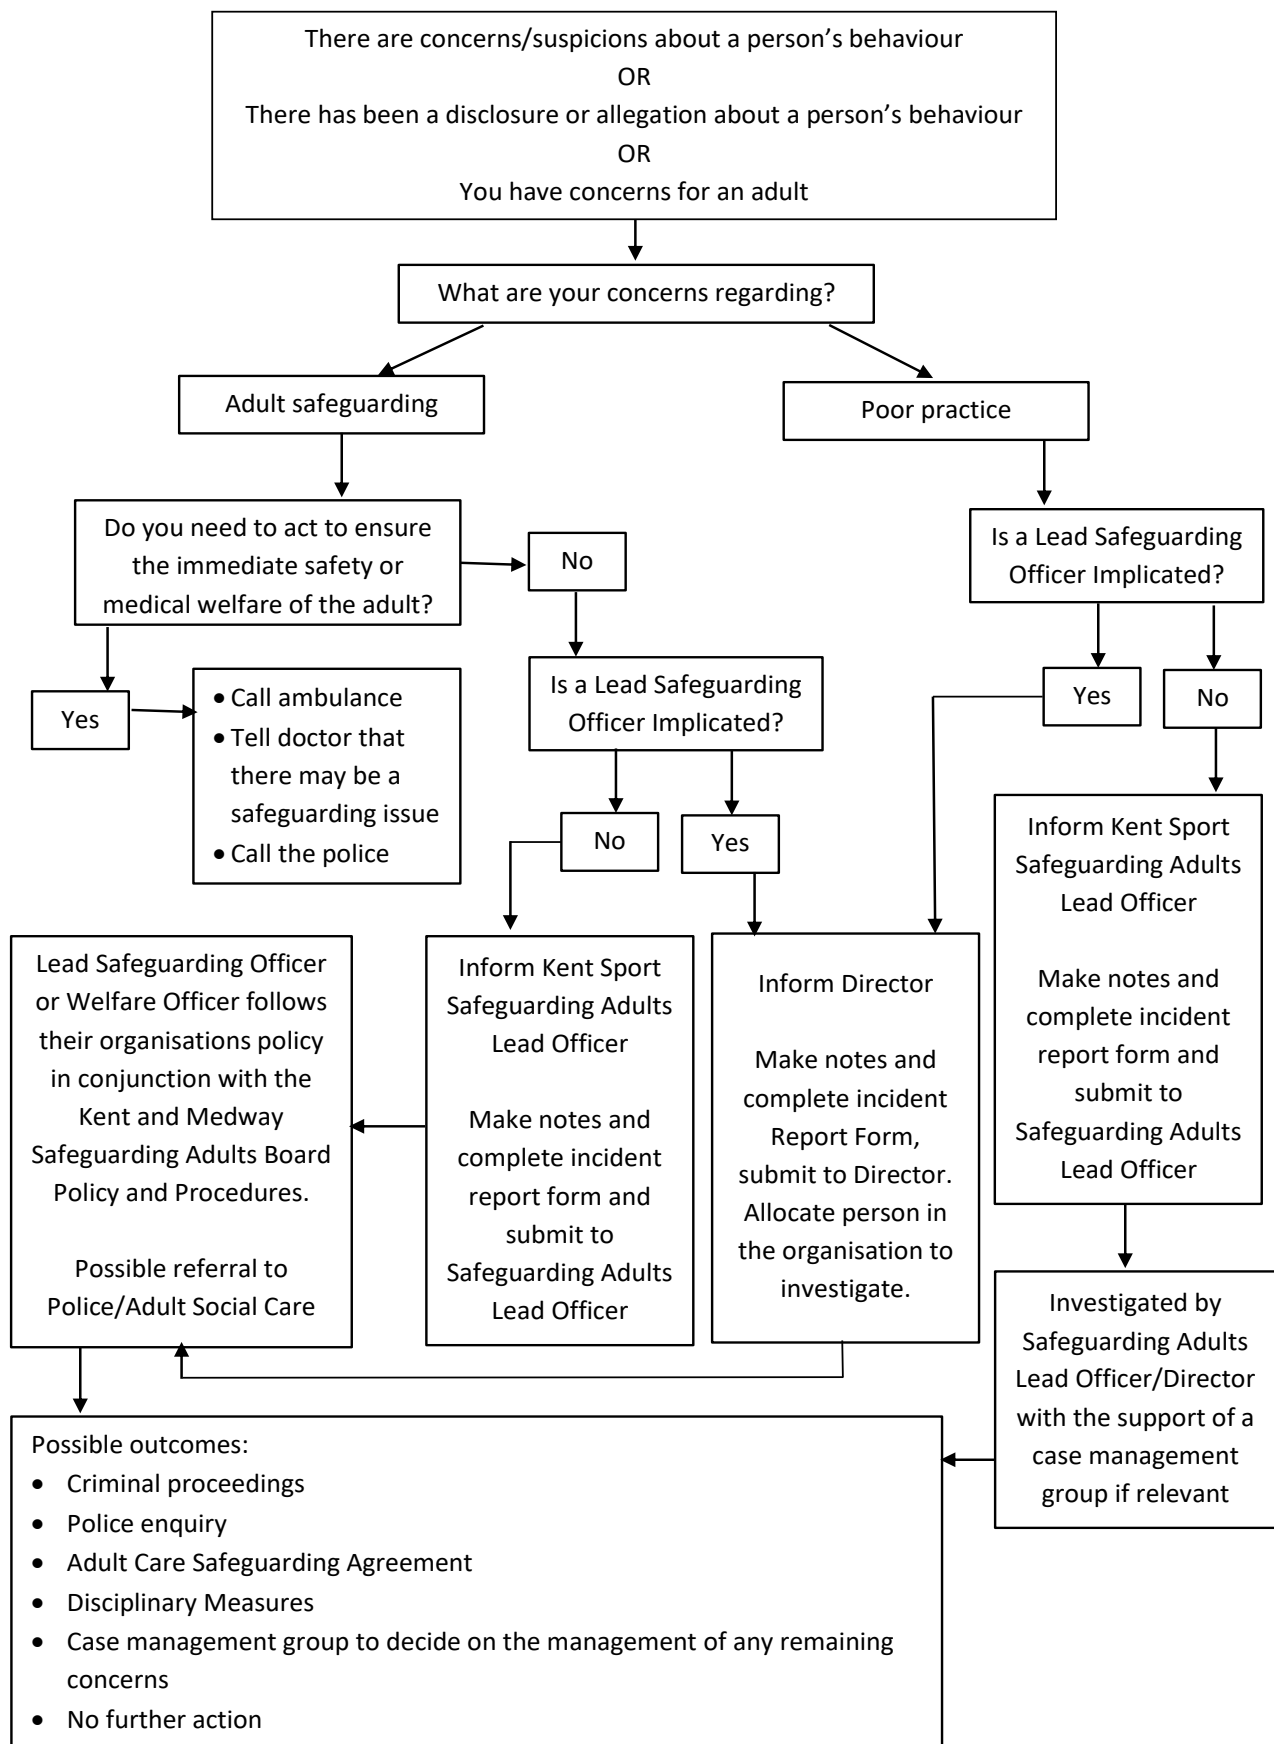 There are concerns/suspicions about a person’s behaviour
OR
There has been a disclosure or allegation about a person’s behaviour
OR
You have concerns for an adult
What are your concerns regarding?
Adult safeguarding
Poor practice
Do you need to act to ensure
the immediate safety or
medical welfare of the adult?
No
Is a Lead Safeguarding
Officer Implicated?
Yes
• Call ambulance
• Tell doctor that
there may be a
safeguarding issue
• Call the police
Is a Lead Safeguarding
Officer Implicated?
Yes
No
No
Yes
Inform Kent Sport
Safeguarding Adults
Lead Officer
Make notes and
complete incident
report form and
submit to
Safeguarding Adults
Lead Officer
Lead Safeguarding Officer
or Welfare Officer follows
their organisations policy
in conjunction with the
Kent and Medway
Safeguarding Adults Board
Policy and Procedures.
Possible referral to
Police/Adult Social Care
Inform Kent Sport
Safeguarding Adults
Lead Officer
Make notes and
complete incident
report form and
submit to
Safeguarding Adults
Lead Officer
Inform Director
Make notes and
complete incident
Report Form,
submit to Director.
Allocate person in
the organisation to
investigate.
Investigated by
Safeguarding Adults
Lead Officer/Director
with the support of a
case management
group if relevant
Possible outcomes:
• Criminal proceedings
• Police enquiry
• Adult Care Safeguarding Agreement
• Disciplinary Measures
• Case management group to decide on the management of any remaining
concerns
• No further action